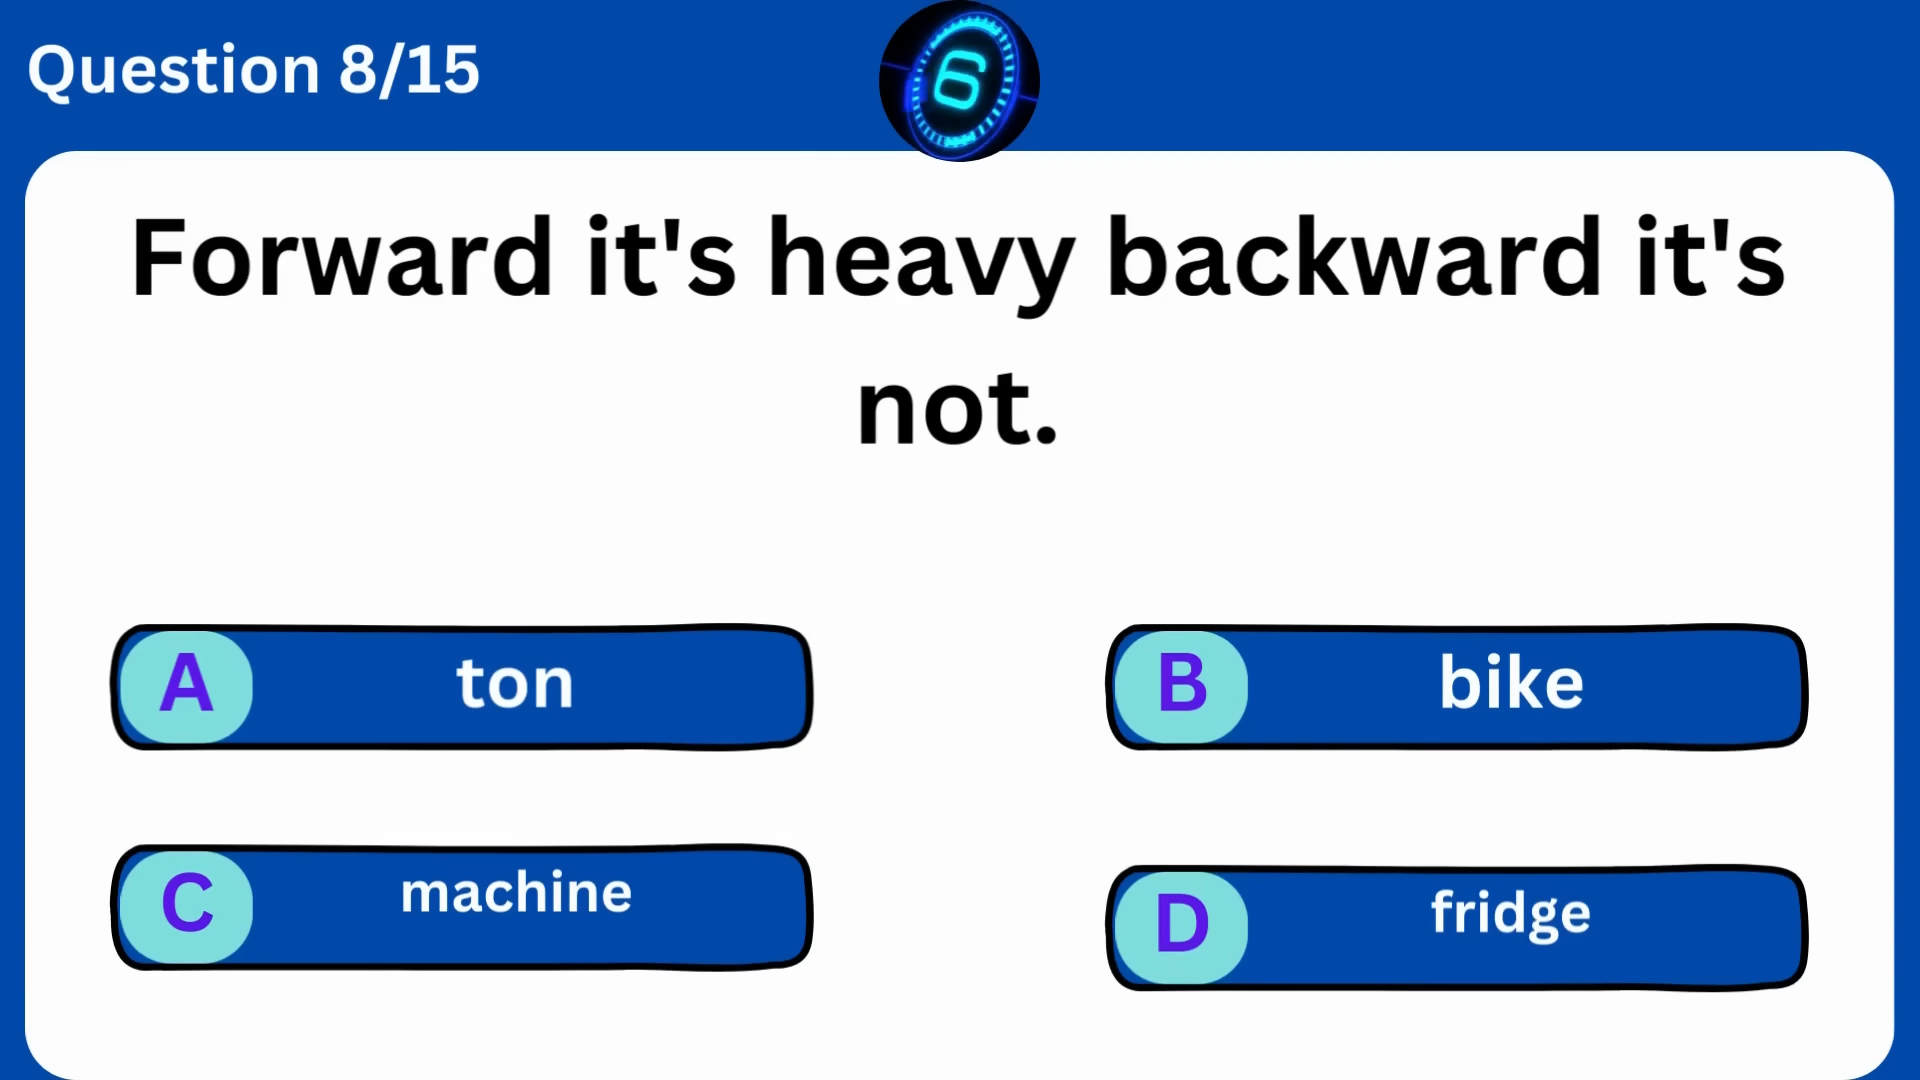 Question 8/15
6
Forward it's heavy backward it's
not.
A ton
B bike
C machine
D fridge